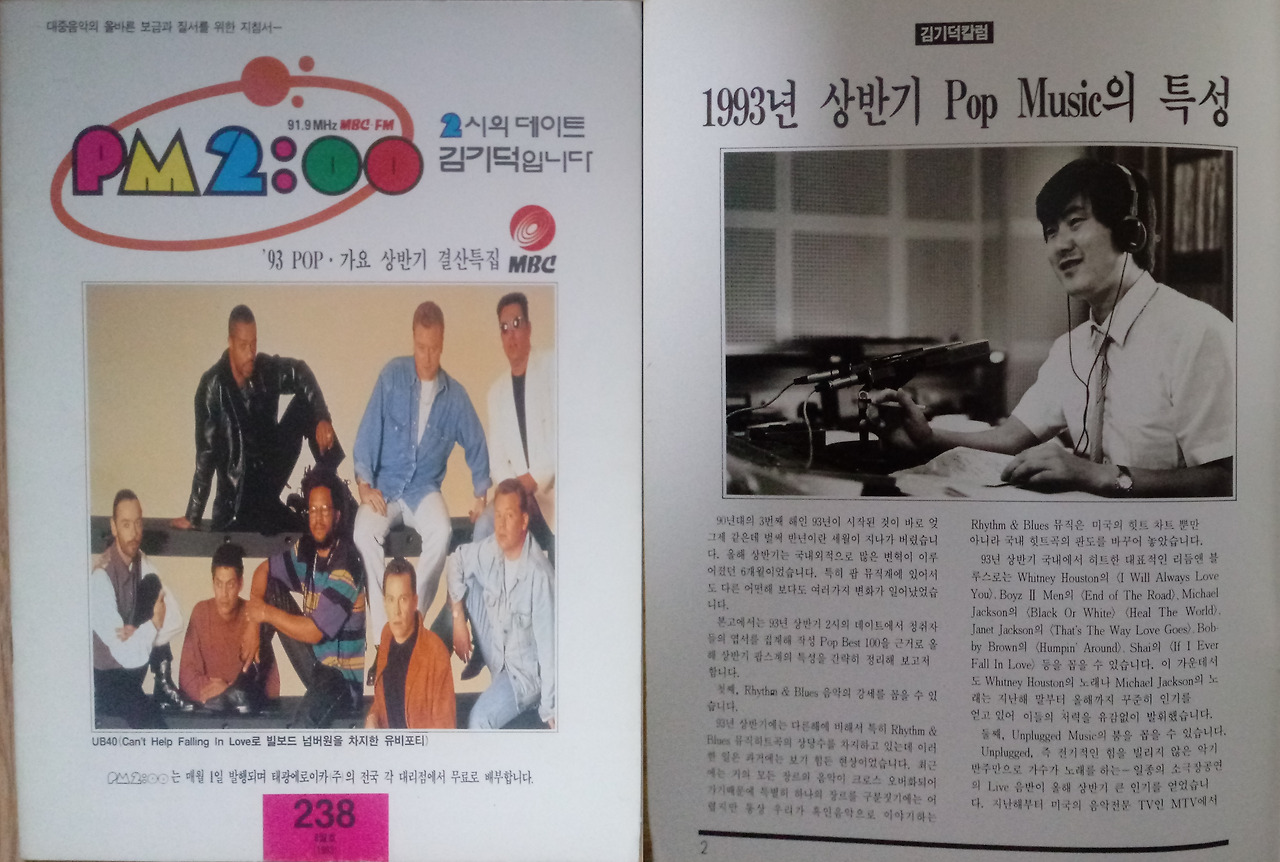 대중음악의 올바른 보급과 질서를 위한 지침서-
91.9 MHz MBC·FM
PM 2:00
2시의 데이트
김기덕입니다
'93 POP·가요 상반기 결산특집
MBC
UB40 (Can't Help Falling In Love로 빌보드 넘버원을 차지한 유비포티)
PM 2:00는 매월 1일 발행되며 태광에로이카(주)의 전국 각 대리점에서 무료로 배부합니다.
238
김기덕칼럼
1993년 상반기 Pop Music의 특성
90년대의 3번째 해인 93년이 시작된 것이 바로 엊
그제 같은데 벌써 반년이란 세월이 지나가 버렸습니
다. 올해 상반기는 국내외적으로 많은 변혁이 이루
어졌던 6개월이었습니다. 특히 팝 뮤직계에 있어서
도 다른 어떤해 보다도 여러가지 변화가 일어났었습
니다.
본고에서는 93년 상반기 2시의 데이트에서 청취자
들의 엽서를 집계해 작성 Pop Best 100을 근거로 올
해 상반기 팝스계의 특성을 간략히 정리해 보고저
합니다.
첫째, Rhythm & Blues 음악의 강세를 꼽을 수 있
습니다.
93년 상반기에는 다른해에 비해서 특히 Rhythm &
Blues 뮤직히트곡의 상당수를 차지하고 있는데 이러
한 일은 과거에는 보기 힘든 현상이었습니다. 최근
에는 거의 모든 장르의 음악이 크로스 오버화되어
가기때문에 특별히 하나의 장르를 구분짓기에는 어
렵지만 통상 우리가 흑인음악으로 이야기하는
Rhythm & Blues 뮤직은 미국의 힛트 차트 뿐만
아니라 국내 힛트곡의 판도를 바꾸어 놓았습니다.
93년 상반기 국내에서 히트한 대표적인 리듬앤 블
루스로는 Whitney Houston의 〈I Will Always Love
You〉, Boyz Ⅱ Men의 〈End of The Road〉, Michael
Jackson의 〈Black Or White〉 〈Heal The World〉,
Janet Jackson의 〈That's The Way Love Goes〉, Bob-
by Brown의 〈Humpin' Around〉, Shai의 〈If I Ever
Fall In Love〉 등을 꼽을 수 있습니다. 이 가운데서
도 Whitney Houston의 노래나 Michael Jackson의 노
래는 지난해 말부터 올해까지 꾸준히 인기를
얻고 있어 이들의 저력을 유감없이 발휘했습니다.
둘째, Unplugged Music의 붐을 꼽을 수 있습니다.
Unplugged, 즉 전기적인 힘을 빌리지 않은 악기
반주만으로 가수가 노래를 하는- 일종의 소극장공연
의 Live 음반이 올해 상반기 큰 인기를 얻었습니
다. 지난해부터 미국의 음악전문 TV인 MTV에서
2